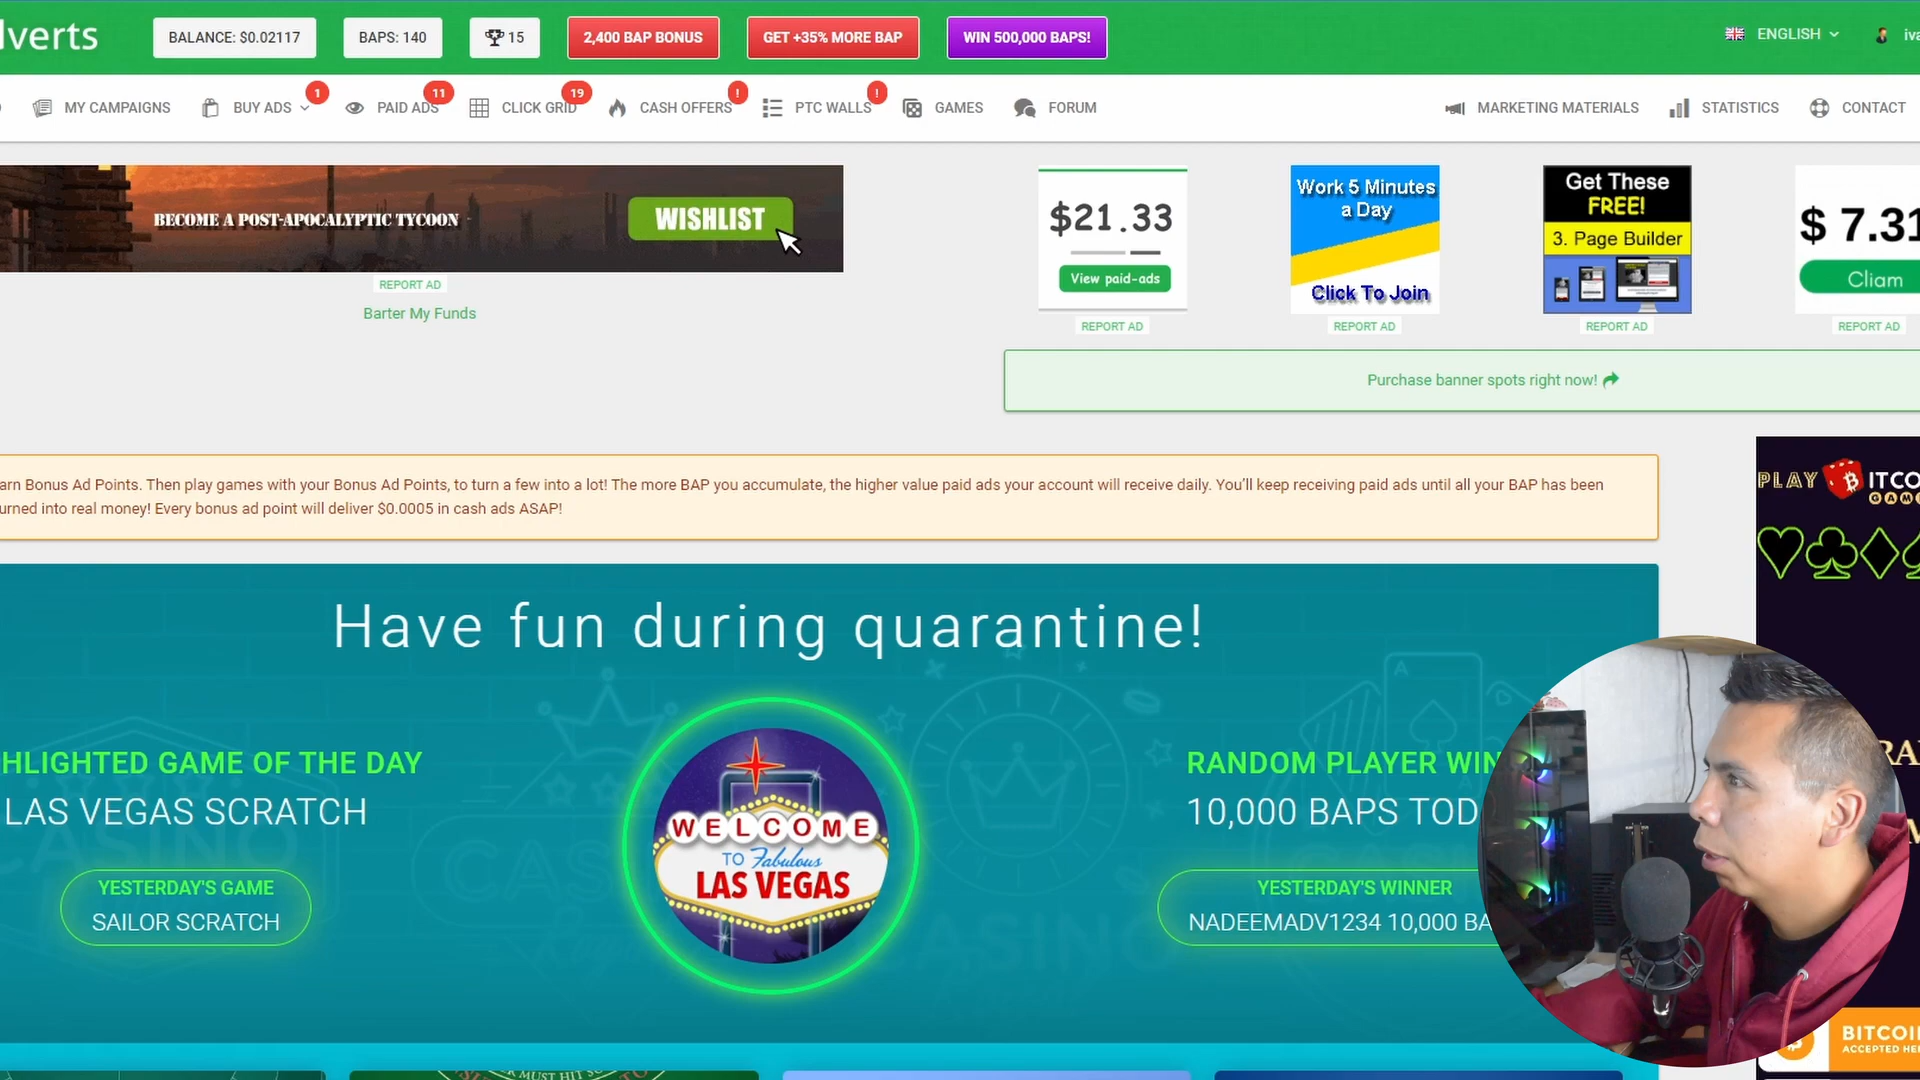 lverts
BALANCE: $0.02117
BAPS: 140
15
2,400 BAP BONUS
GET +35% MORE BAP
WIN 500,000 BAPS!
ENGLISH
iva
MY CAMPAIGNS
BUY ADS
1
PAID ADS
11
CLICK GRID
19
CASH OFFERS
!
PTC WALLS
!
GAMES
FORUM
MARKETING MATERIALS
STATISTICS
CONTACT
BECOME A POST-APOCALYPTIC TYCOON
WISHLIST
REPORT AD
Barter My Funds
$21.33
View paid-ads
REPORT AD
Work 5 Minutes
a Day
Click To Join
REPORT AD
Get These
FREE!
3. Page Builder
REPORT AD
$ 7.31
Cliam
REPORT AD
Purchase banner spots right now!
arn Bonus Ad Points. Then play games with your Bonus Ad Points, to turn a few into a lot! The more BAP you accumulate, the higher value paid ads your account will receive daily. You'll keep receiving paid ads until all your BAP has been
urned into real money! Every bonus ad point will deliver $0.0005 in cash ads ASAP!
PLAY BITCO
GAM
Have fun during quarantine!
HLIGHTED GAME OF THE DAY
LAS VEGAS SCRATCH
YESTERDAY'S GAME
SAILOR SCRATCH
WELCOME
TO Fabulous
LAS VEGAS
RANDOM PLAYER WIN
10,000 BAPS TOD
YESTERDAY'S WINNER
NADEEMADV1234 10,000 BA
RA
BITCOI
ACCEPTED HE
MUST HIT